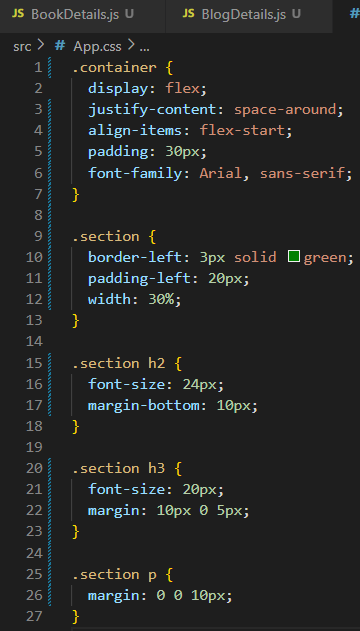 JS BookDetails.js U JS BlogDetails.js U #
src > # App.css > ...
1 .container {
2 display: flex;
3 justify-content: space-around;
4 align-items: flex-start;
5 padding: 30px;
6 font-family: Arial, sans-serif;
7 }
8
9 .section {
10 border-left: 3px solid green;
11 padding-left: 20px;
12 width: 30%;
13 }
14
15 .section h2 {
16 font-size: 24px;
17 margin-bottom: 10px;
18 }
19
20 .section h3 {
21 font-size: 20px;
22 margin: 10px 0 5px;
23 }
24
25 .section p {
26 margin: 0 0 10px;
27 }